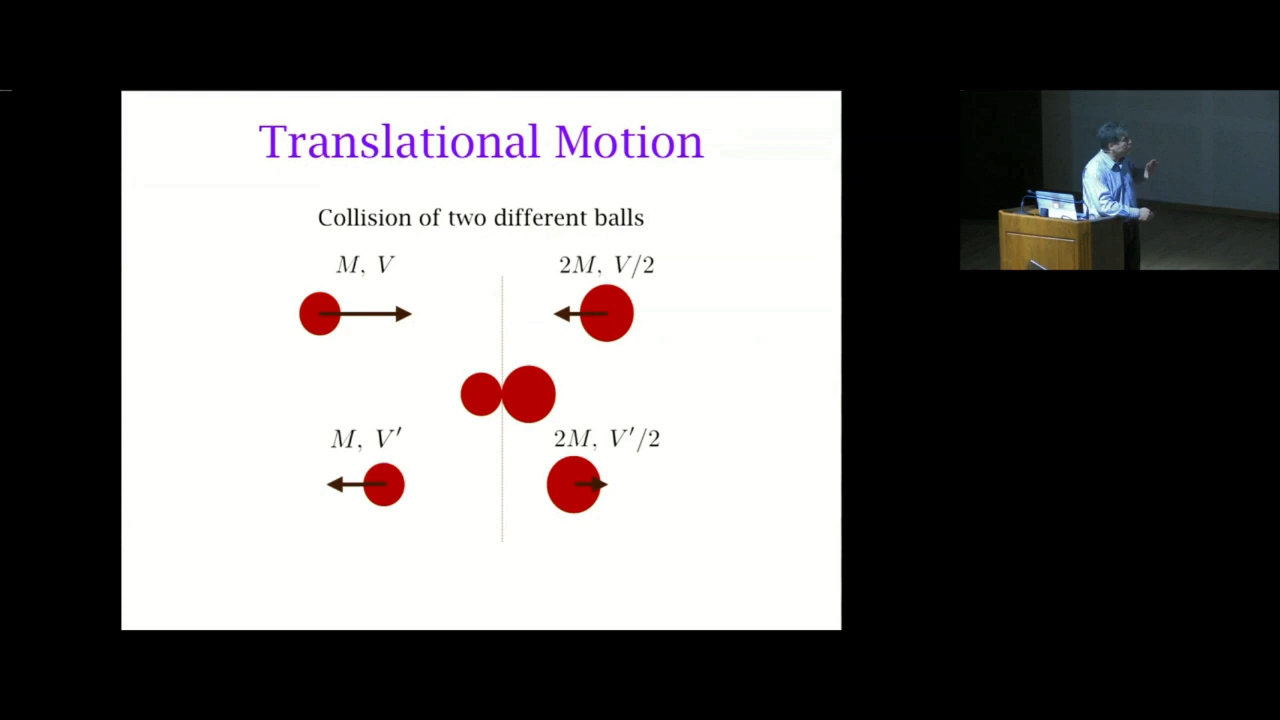 Translational Motion
Collision of two different balls
M, V
2M, V/2
M, V′
2M, V′/2